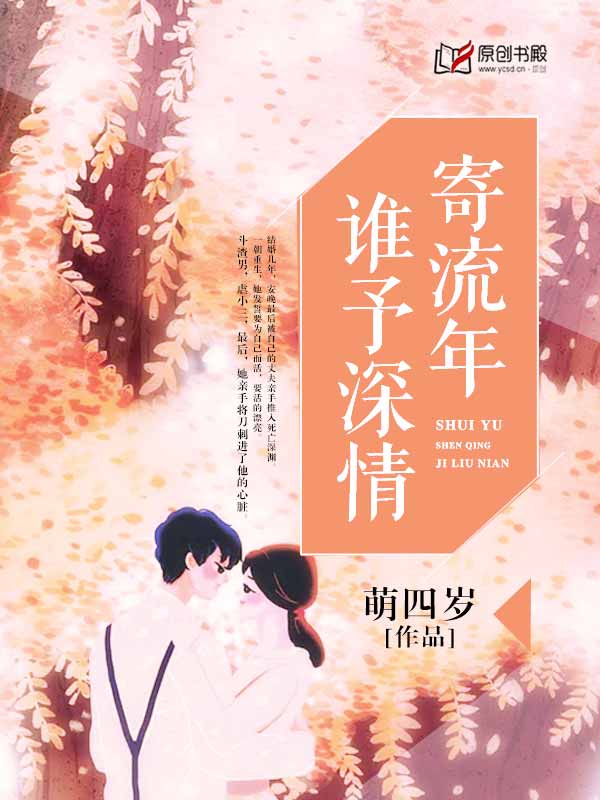 原创书殿
www.ycsd.cn · 原创
谁予深情
寄流年
SHUI YU
SHEN QING
JI LIU NIAN
结婚几年，安晚最后被自己的丈夫亲手推入死亡深渊。
一朝重生，她发誓要为自己而活，要活的漂亮。
斗渣男，虐小三，最后，她亲手将刀刺进了他的心脏。
萌四岁
[作品]